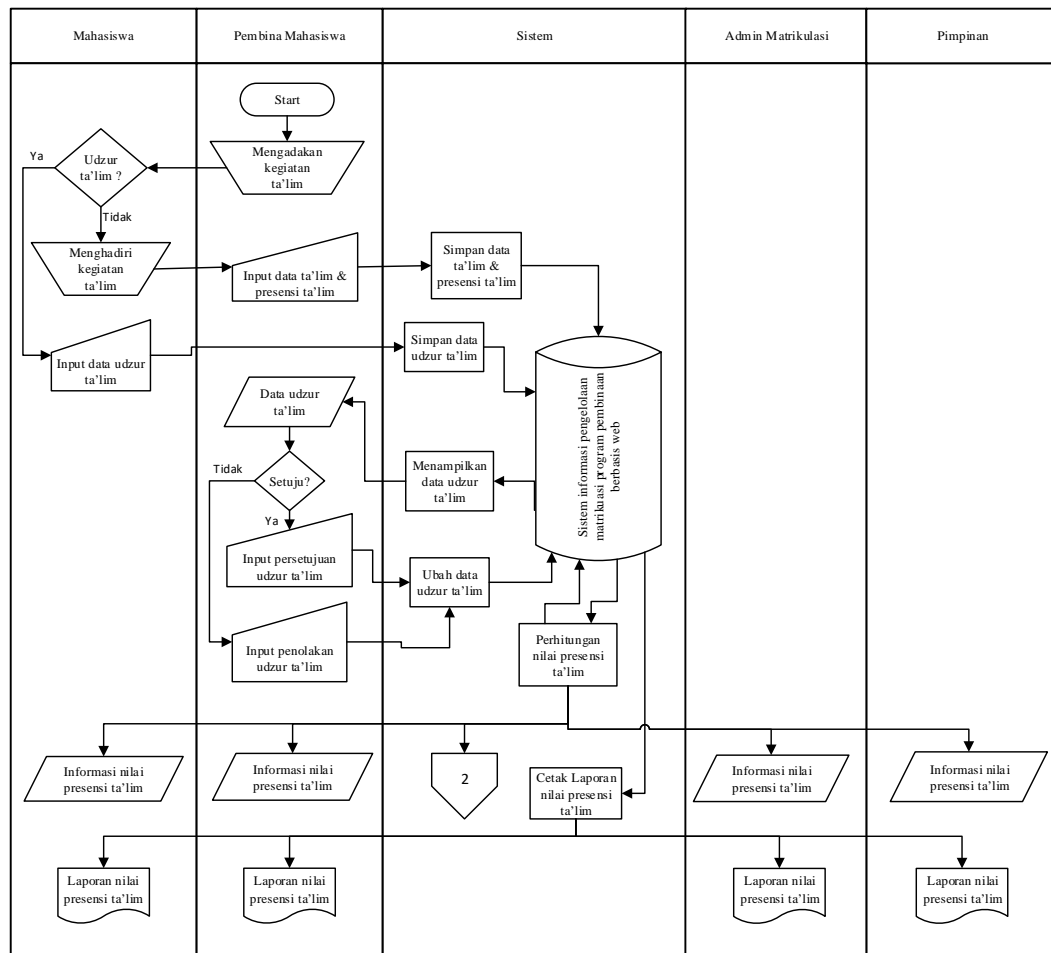 Mahasiswa
Pembina Mahasiswa
Sistem
Admin Matrikulasi
Pimpinan
Start
Mengadakan
kegiatan
ta'lim
Ya
Udzur
ta'lim ?
Tidak
Menghadiri
kegiatan
ta'lim
Input data ta'lim &
presensi ta'lim
Simpan data
ta'lim &
presensi ta'lim
Input data udzur
ta'lim
Simpan data
udzur ta'lim
Sistem informasi pengelolaan
matrikuasi program pembinaan
berbasis web
Data udzur
ta'lim
Menampilkan
data udzur
ta'lim
Tidak
Setuju?
Ya
Input persetujuan
udzur ta'lim
Ubah data
udzur ta'lim
Input penolakan
udzur ta'lim
Perhitungan
nilai presensi
ta'lim
Informasi nilai
presensi ta'lim
Informasi nilai
presensi ta'lim
2
Cetak Laporan
nilai presensi
ta'lim
Informasi nilai
presensi ta'lim
Informasi nilai
presensi ta'lim
Laporan nilai
presensi ta'lim
Laporan nilai
presensi ta'lim
Laporan nilai
presensi ta'lim
Laporan nilai
presensi ta'lim